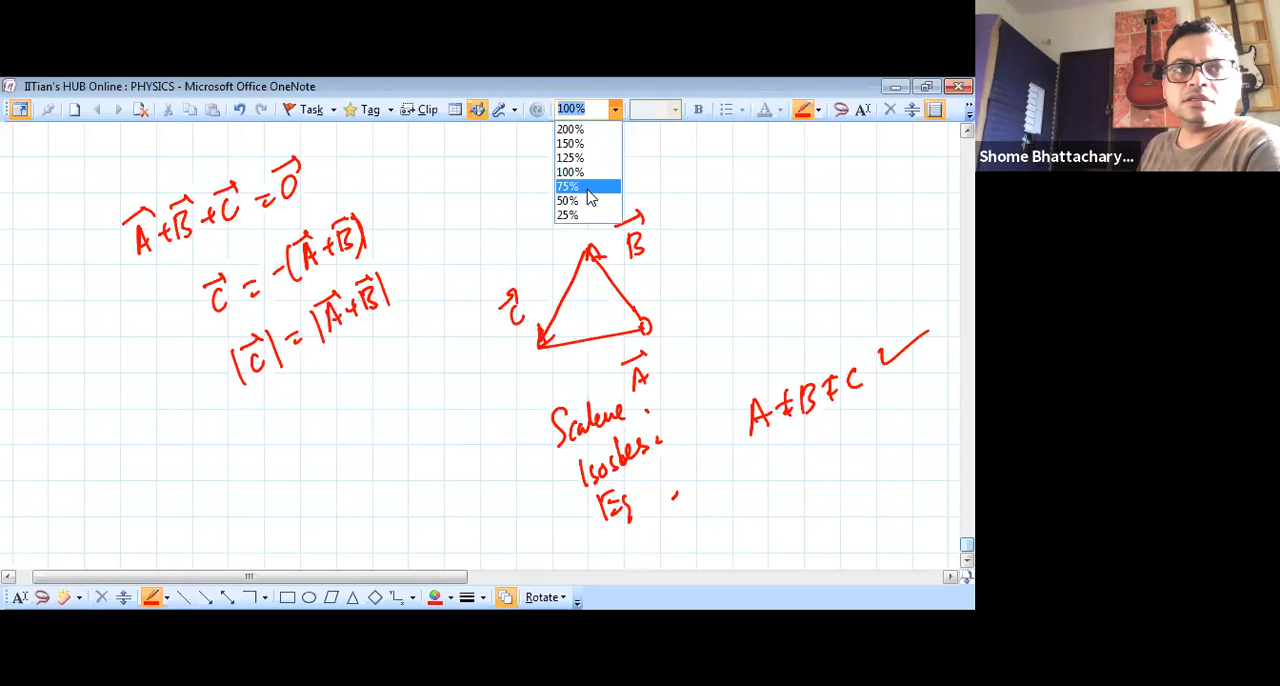 IITian's HUB Online : PHYSICS - Microsoft Office OneNote
Task Tag Clip 100% B A A
200%
150%
125%
100%
75%
50%
25%
A⃗+B⃗+C⃗=0⃗
C⃗ = -(A⃗+B⃗)
|C⃗| = |A⃗+B⃗|
B⃗
C⃗
A⃗
Scalene .
Isosles .
Eq .
A ≠ B ≠ C ✓
A Rotate
Shome Bhattachary...